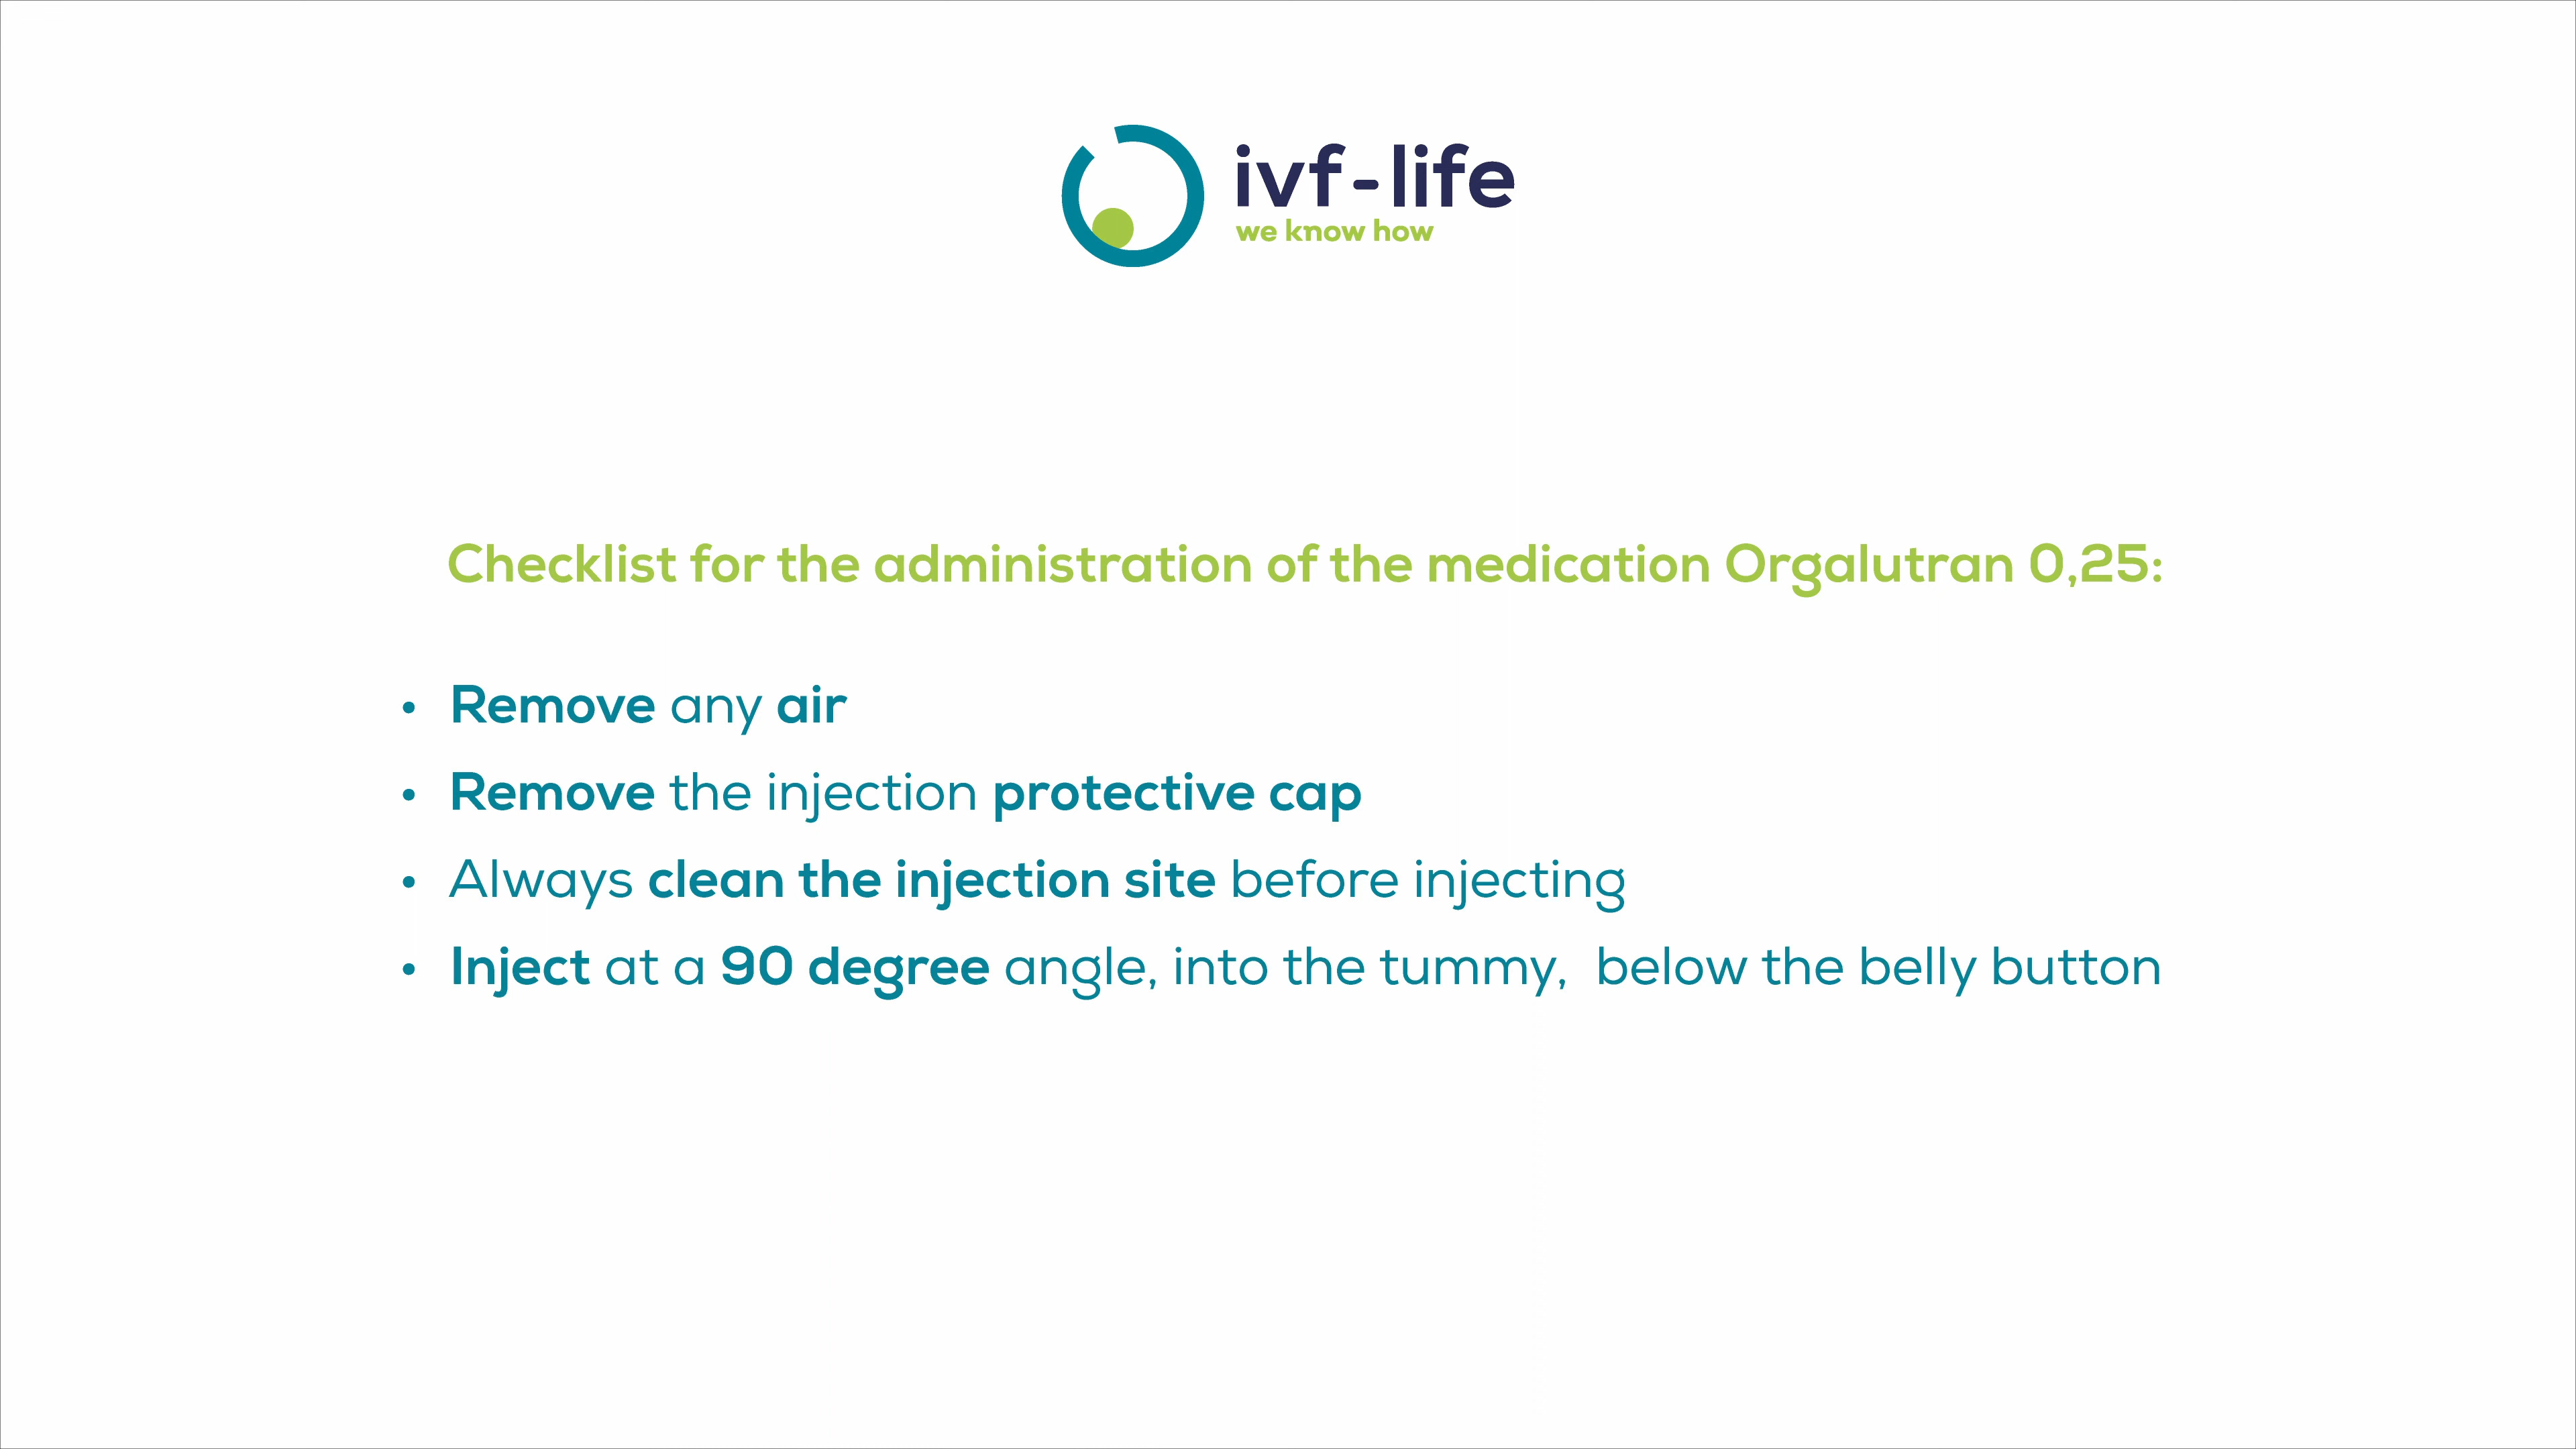 ivf-life
we know how
Checklist for the administration of the medication Orgalutran 0,25:
• Remove any air
• Remove the injection protective cap
• Always clean the injection site before injecting
• Inject at a 90 degree angle, into the tummy,  below the belly button